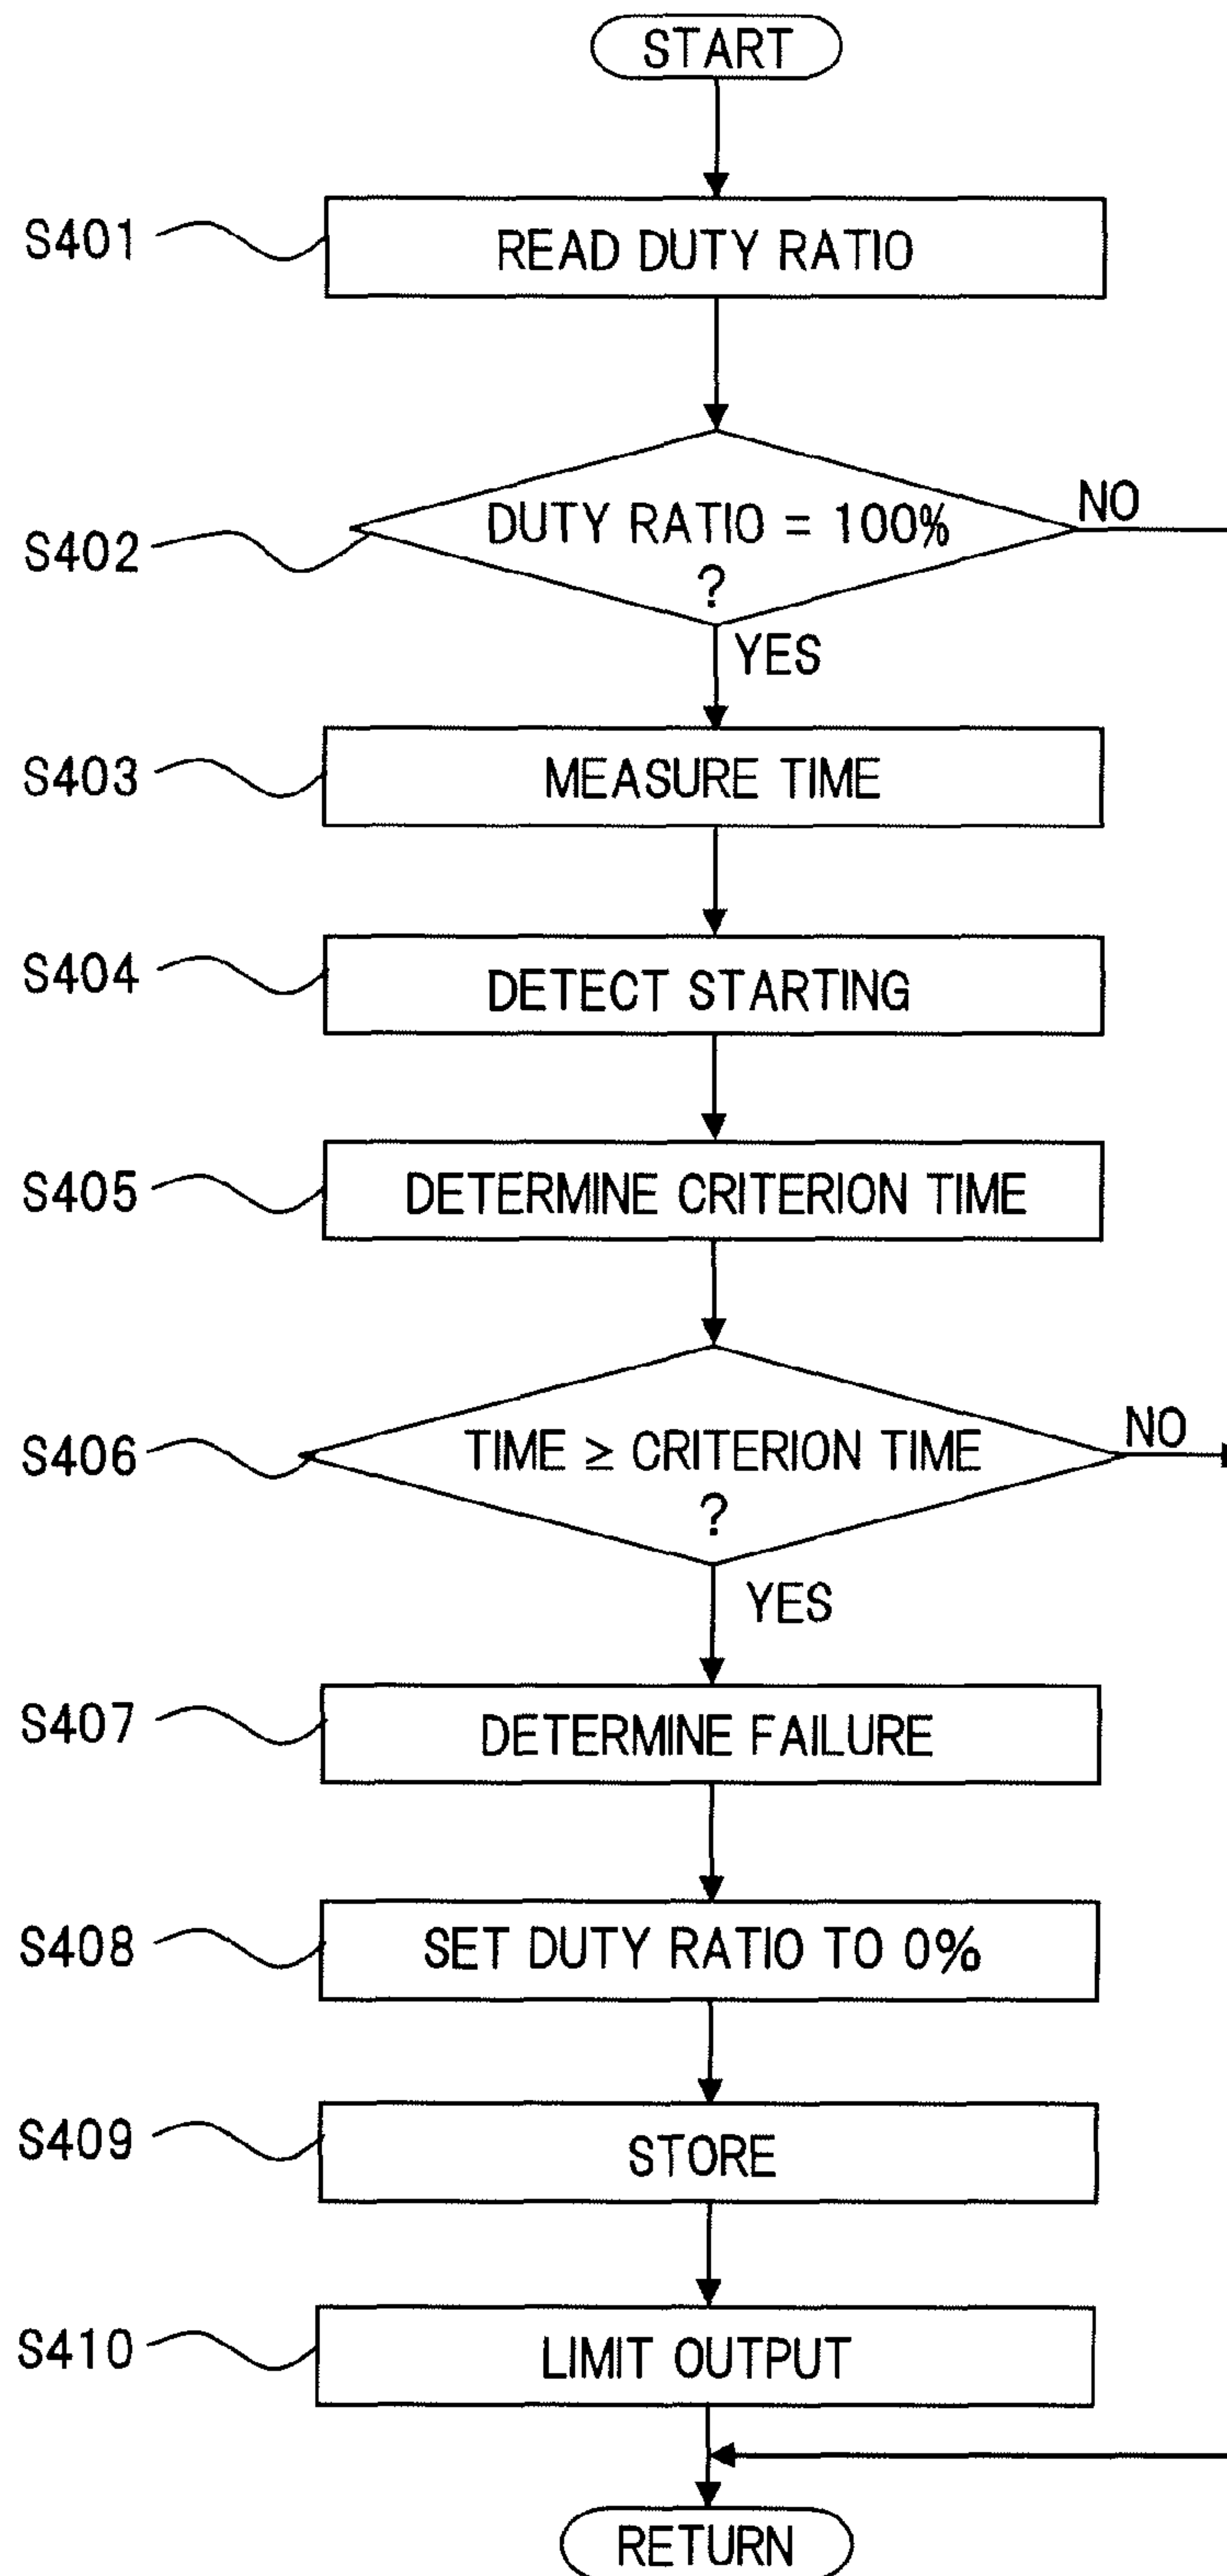 START
S401
READ DUTY RATIO
S402
DUTY RATIO = 100%
?
NO
YES
S403
MEASURE TIME
S404
DETECT STARTING
S405
DETERMINE CRITERION TIME
S406
TIME ≥ CRITERION TIME
?
NO
YES
S407
DETERMINE FAILURE
S408
SET DUTY RATIO TO 0%
S409
STORE
S410
LIMIT OUTPUT
RETURN